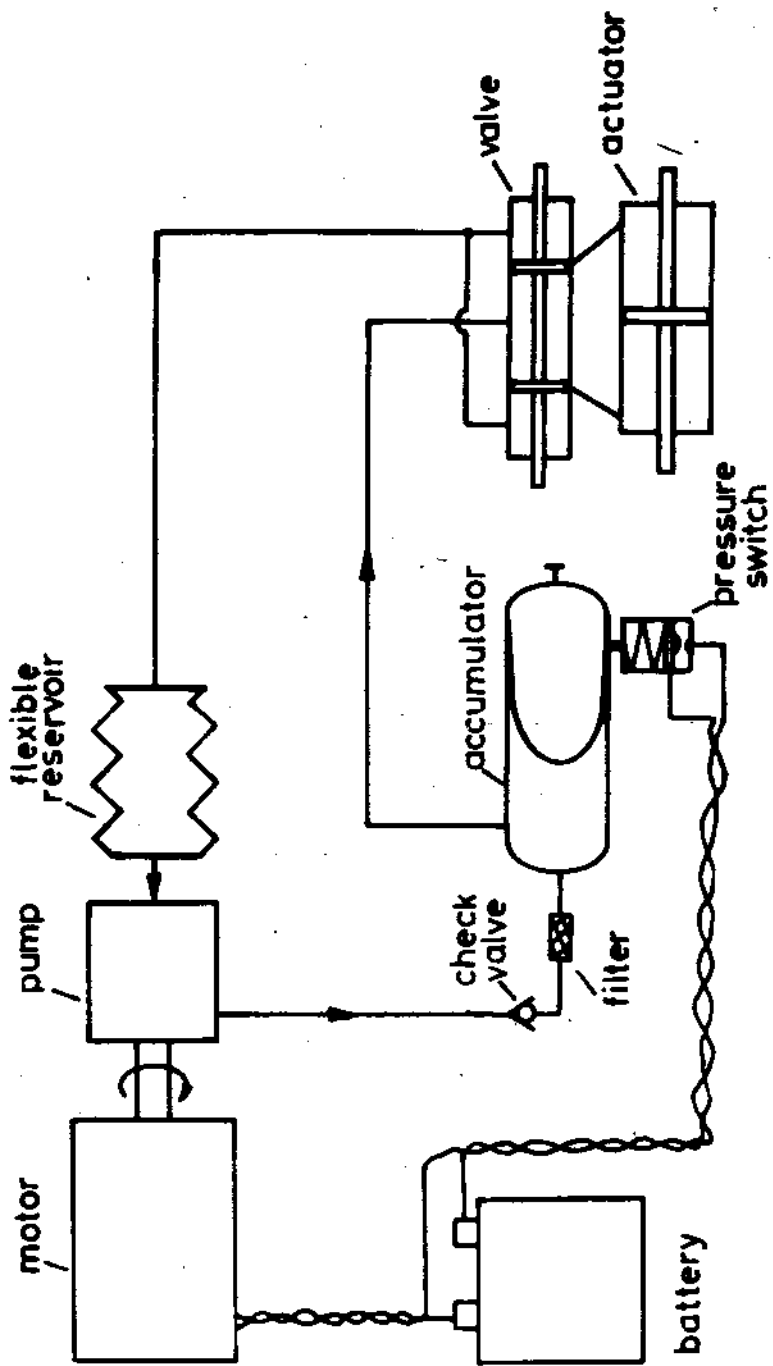 motor
pump
flexible
reservoir
check
valve
filter
accumulator
valve
actuator
pressure
switch
battery